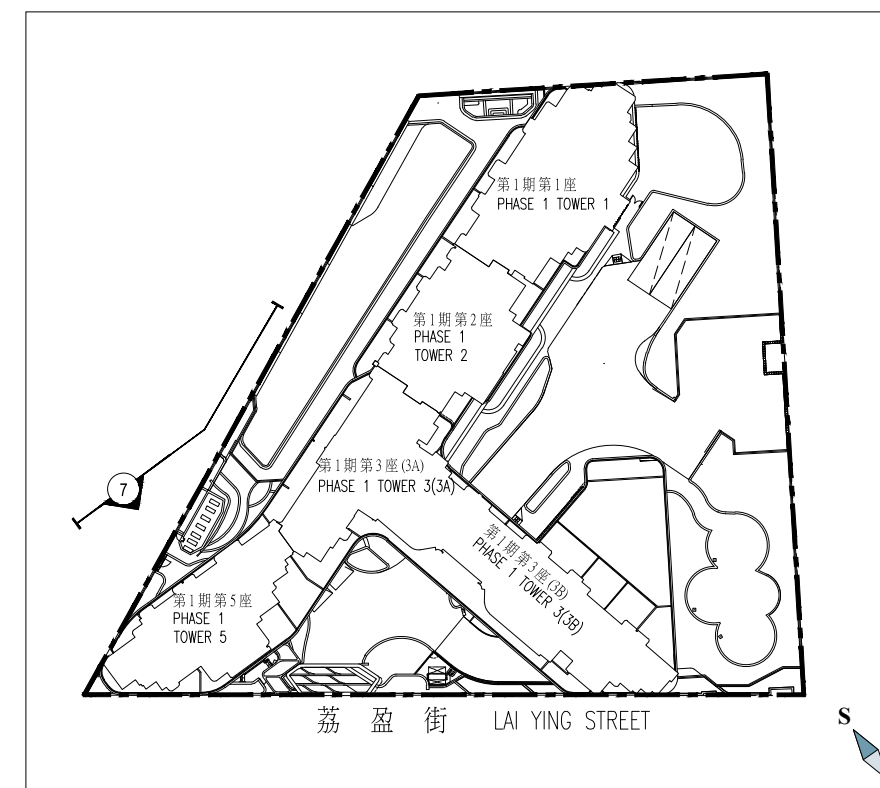 第1期第1座
PHASE 1 TOWER 1
第1期第2座
PHASE 1
TOWER 2
第1期第3座(3A)
PHASE 1 TOWER 3(3A)
7
第1期第3座(3B)
PHASE 1 TOWER 3(3B)
第1期第5座
PHASE 1
TOWER 5
荔盈街 LAI YING STREET
S